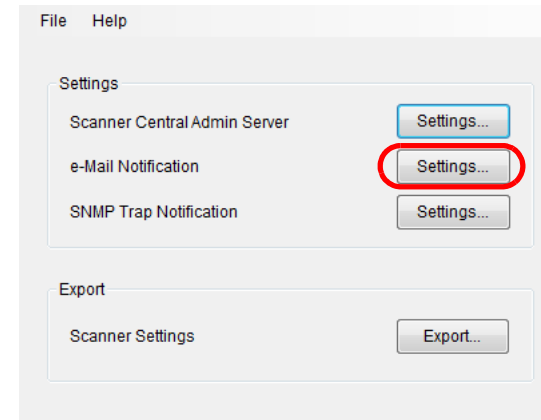 File Help
Settings
Scanner Central Admin Server Settings...
e-Mail Notification Settings...
SNMP Trap Notification Settings...
Export
Scanner Settings Export...